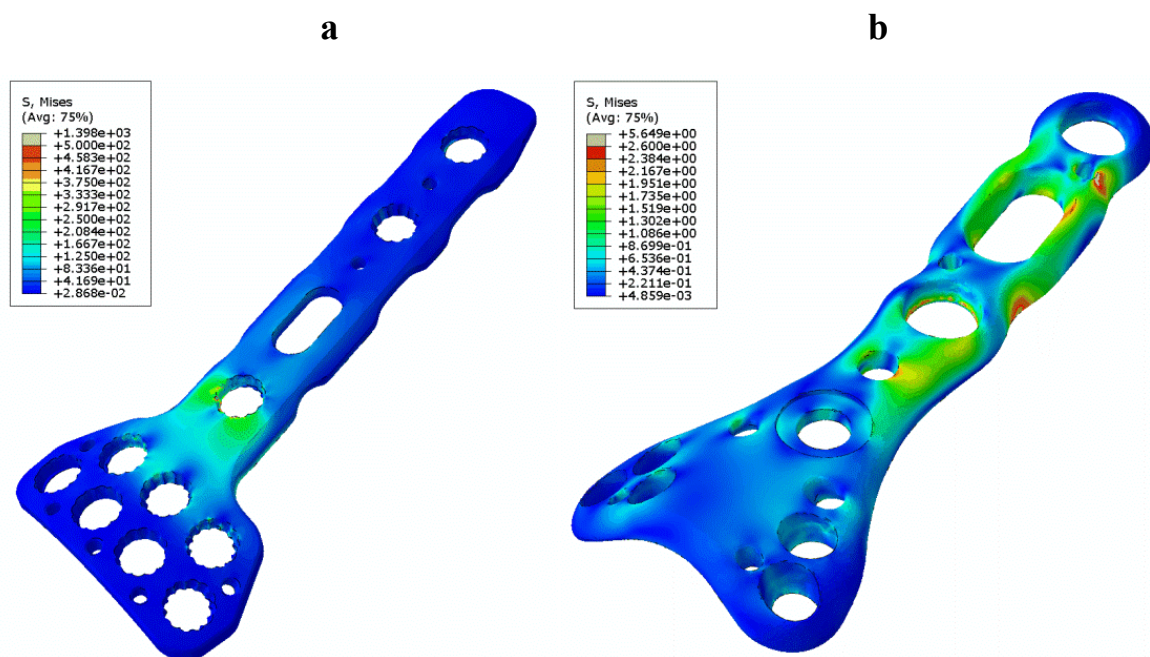 a
b
S, Mises
(Avg: 75%)
+1.398e+03
+5.000e+02
+4.583e+02
+4.167e+02
+3.750e+02
+3.333e+02
+2.917e+02
+2.500e+02
+2.084e+02
+1.667e+02
+1.250e+02
+8.336e+01
+4.169e+01
+2.868e-02
S, Mises
(Avg: 75%)
+5.649e+00
+2.600e+00
+2.384e+00
+2.167e+00
+1.951e+00
+1.735e+00
+1.519e+00
+1.302e+00
+1.086e+00
+8.699e-01
+6.536e-01
+4.374e-01
+2.211e-01
+4.859e-03